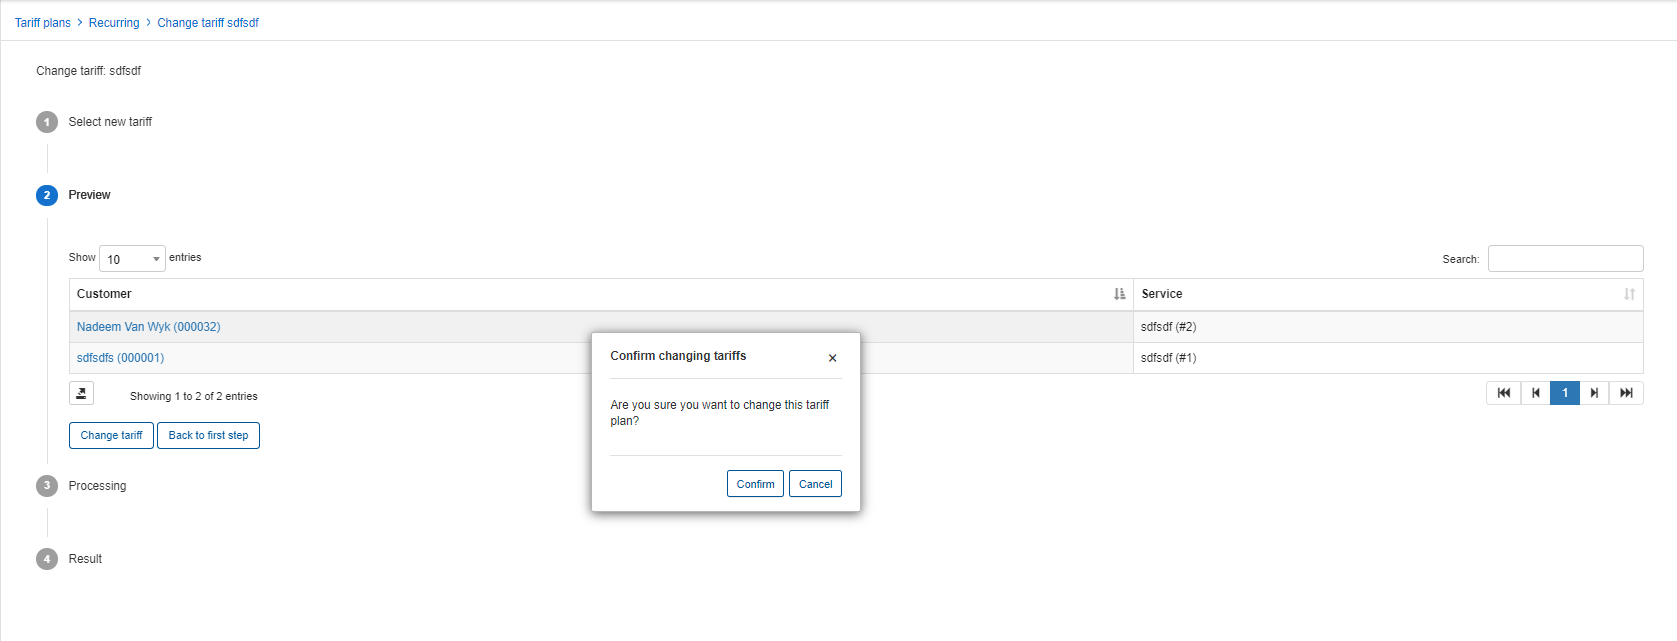 Tariff plans > Recurring > Change tariff sdfsdf
Change tariff: sdfsdf
1 Select new tariff
2 Preview
Show 10 entries Search:
Customer Service
Nadeem Van Wyk (000032) sdfsdf (#2)
sdfsdfs (000001) sdfsdf (#1)
Showing 1 to 2 of 2 entries 1
Change tariff Back to first step
Confirm changing tariffs ×
Are you sure you want to change this tariff
plan?
Confirm Cancel
3 Processing
4 Result